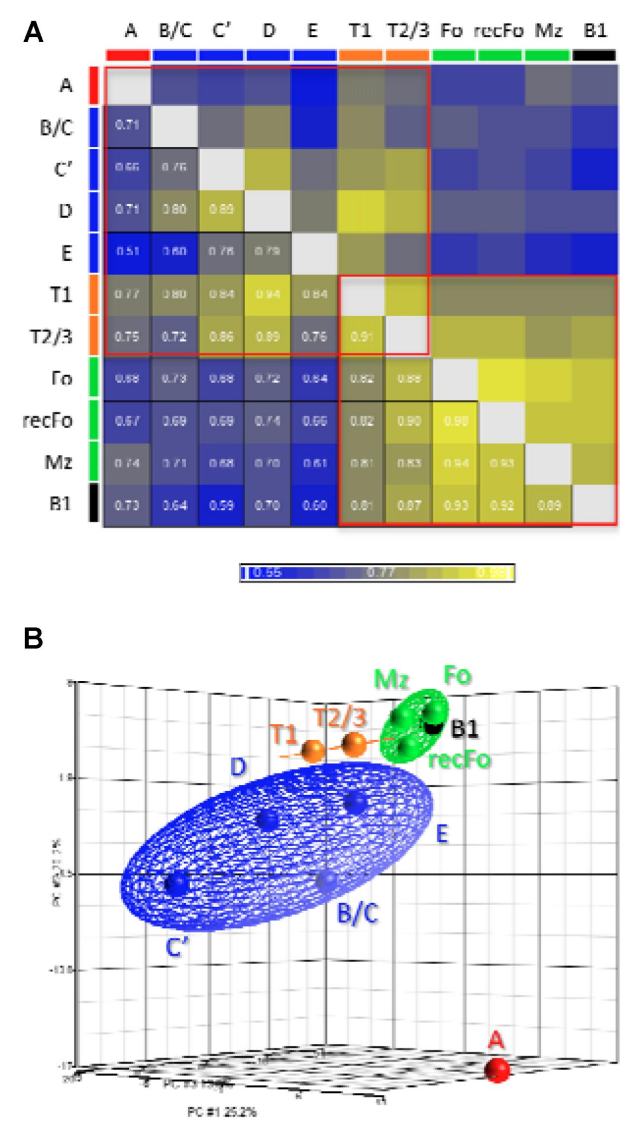 A
A B/C C’ D E T1 T2/3 Fo recFo Mz B1
A
B/C 0.71
C’ 0.66 0.76
D 0.71 0.80 0.89
E 0.51 0.60 0.76 0.79
T1 0.77 0.80 0.84 0.94 0.84
T2/3 0.75 0.72 0.86 0.89 0.76 0.91
Fo 0.68 0.73 0.68 0.72 0.64 0.82 0.88
recFo 0.67 0.69 0.69 0.74 0.66 0.82 0.90 0.98
Mz 0.74 0.71 0.68 0.70 0.61 0.81 0.83 0.94 0.93
B1 0.73 0.64 0.59 0.70 0.60 0.81 0.87 0.93 0.92 0.89
0.55 0.77
B
Mz Fo
T1 T2/3 B1
recFo
D
E
B/C
C’
A
PC #1 25.2%